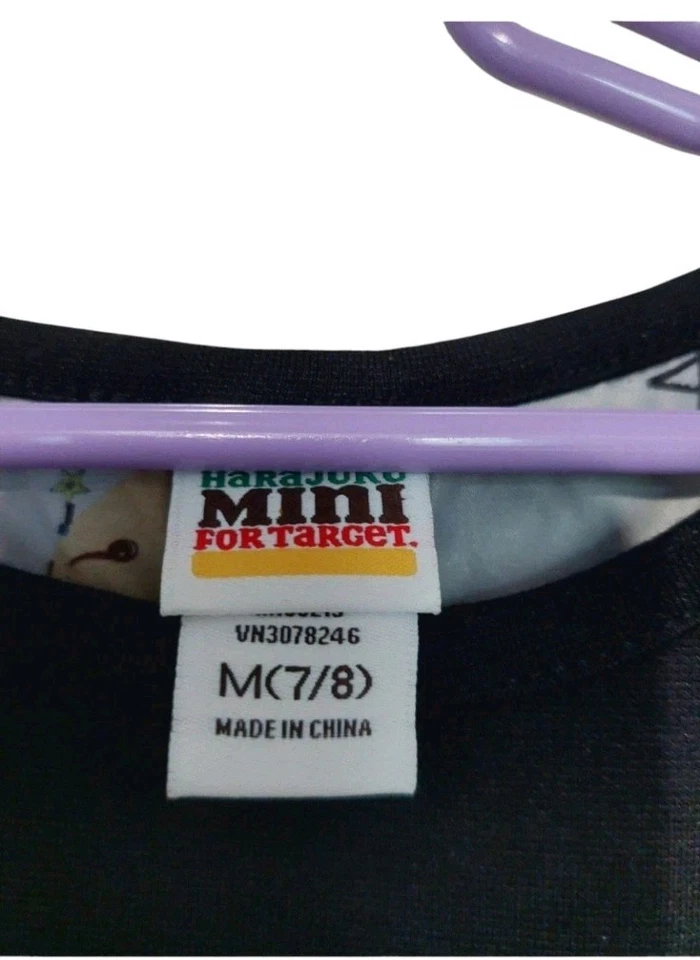 HaRaJUKU
MINI
FOR TaRGeT.
VN3078246
M(7/8)
MADE IN CHINA